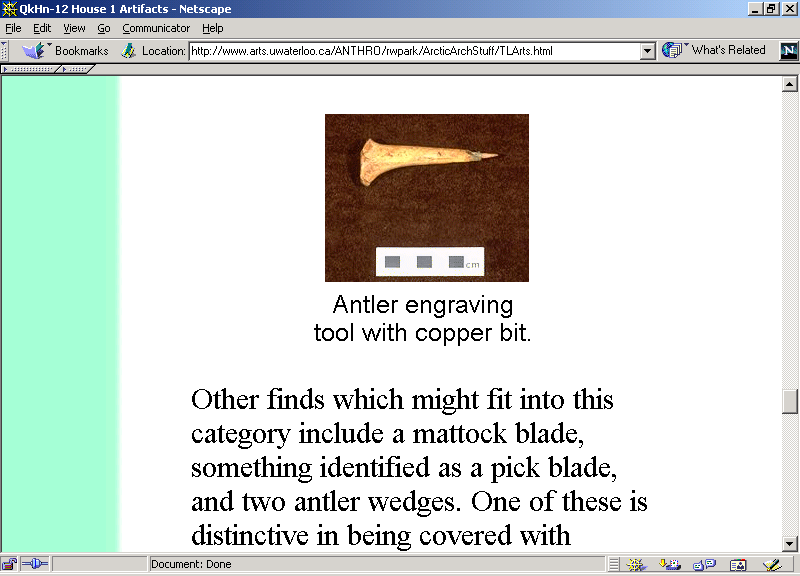 QkHn-12 House 1 Artifacts - Netscape
File Edit View Go Communicator Help
Bookmarks Location: http://www.arts.uwaterloo.ca/ANTHRO/rwpark/ArcticArchStuff/TLArts.html What's Related N
cm
Antler engraving
tool with copper bit.
Other finds which might fit into this
category include a mattock blade,
something identified as a pick blade,
and two antler wedges. One of these is
distinctive in being covered with
Document: Done